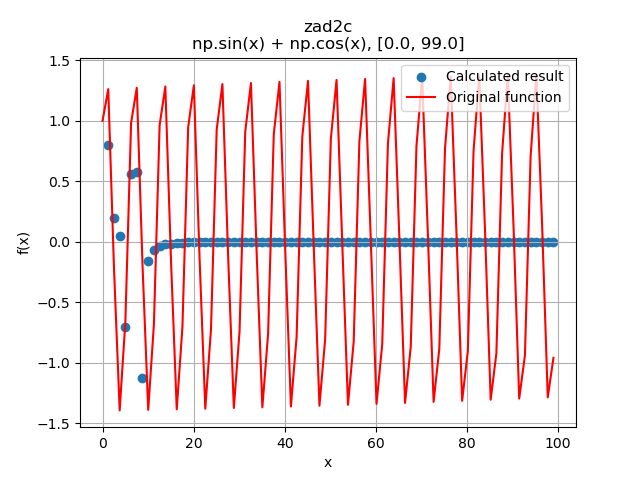 zad2c
np.sin(x) + np.cos(x), [0.0, 99.0]
Calculated result
Original function
f(x)
1.5
1.0
0.5
0.0
−0.5
−1.0
−1.5
0
20
40
60
80
100
x